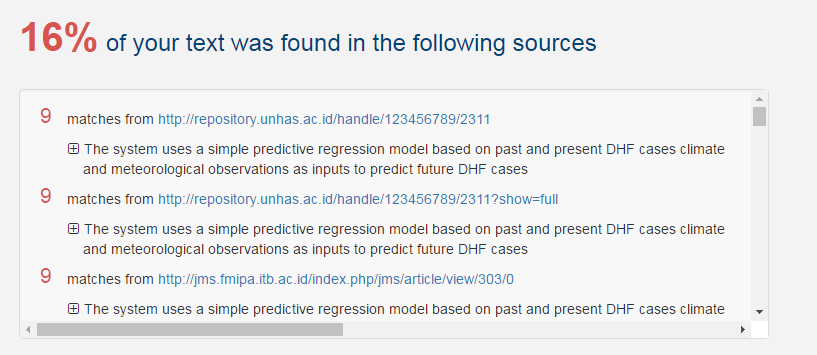 16% of your text was found in the following sources
9 matches from http://repository.unhas.ac.id/handle/123456789/2311
The system uses a simple predictive regression model based on past and present DHF cases climate
and meteorological observations as inputs to predict future DHF cases
9 matches from http://repository.unhas.ac.id/handle/123456789/2311?show=full
The system uses a simple predictive regression model based on past and present DHF cases climate
and meteorological observations as inputs to predict future DHF cases
9 matches from http://jms.fmipa.itb.ac.id/index.php/jms/article/view/303/0
The system uses a simple predictive regression model based on past and present DHF cases climate